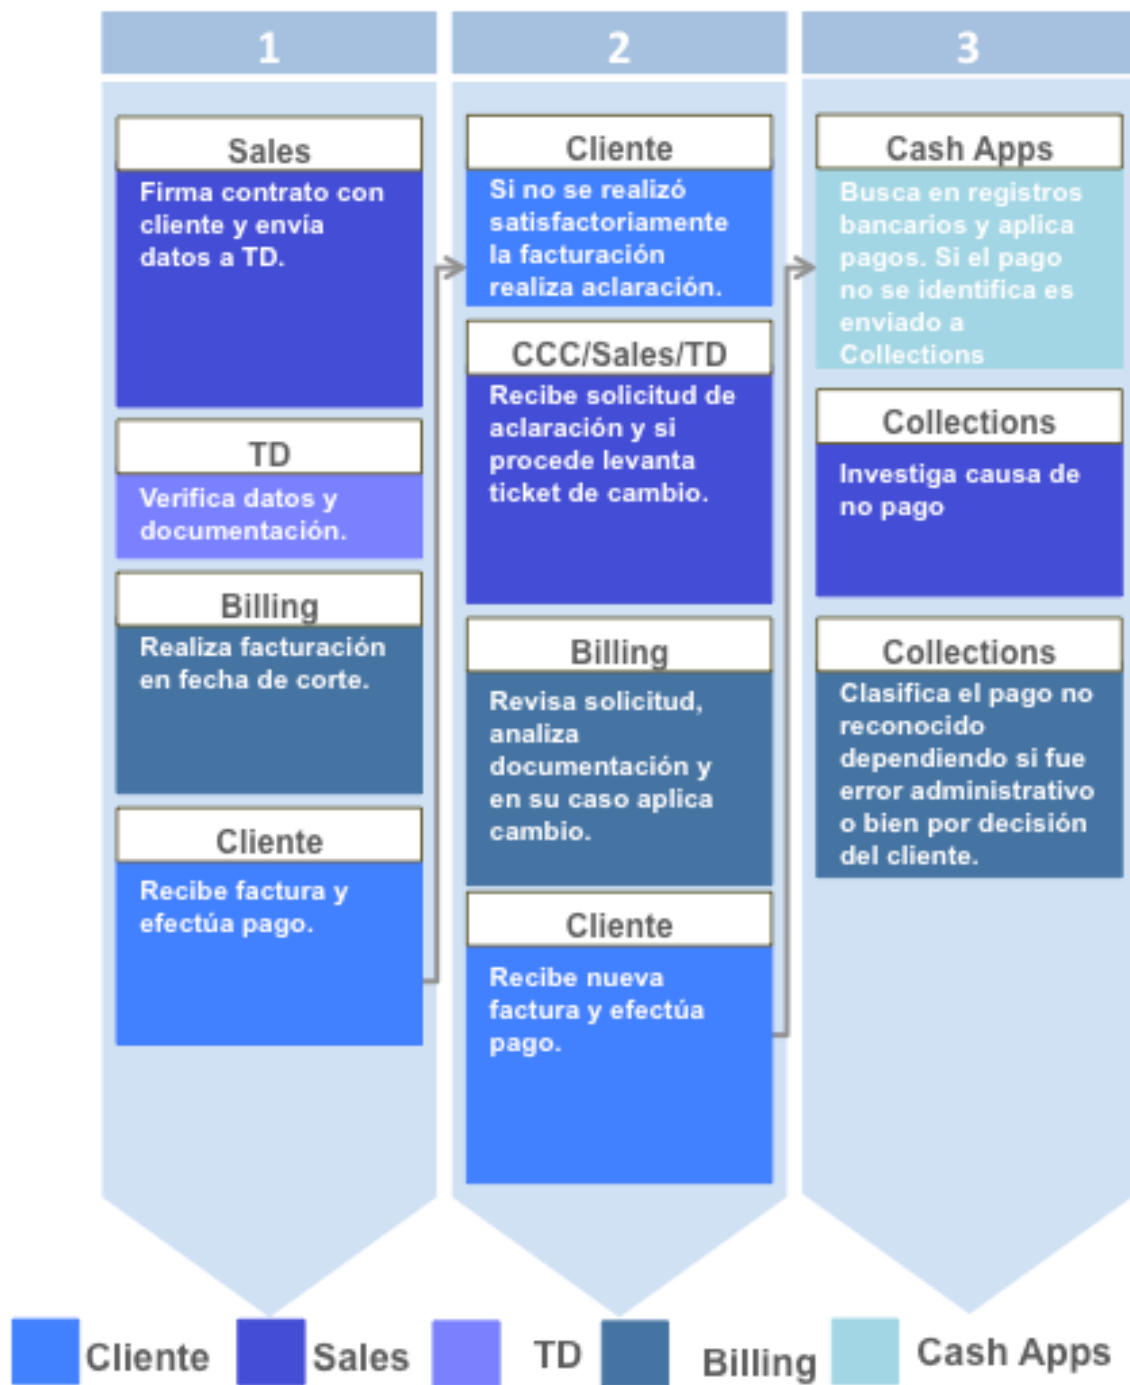 1
Sales
Firma contrato con
cliente y envía
datos a TD.
TD
Verifica datos y
documentación.
Billing
Realiza facturación
en fecha de corte.
Cliente
Recibe factura y
efectúa pago.
2
Cliente
Si no se realizó
satisfactoriamente
la facturación
realiza aclaración.
CCC/Sales/TD
Recibe solicitud de
aclaración y si
procede levanta
ticket de cambio.
Billing
Revisa solicitud,
analiza
documentación y
en su caso aplica
cambio.
Cliente
Recibe nueva
factura y efectúa
pago.
3
Cash Apps
Busca en registros
bancarios y aplica
pagos. Si el pago
no se identifica es
enviado a
Collections
Collections
Investiga causa de
no pago
Collections
Clasifica el pago no
reconocido
dependiendo si fue
error administrativo
o bien por decisión
del cliente.
Cliente
Sales
TD
Billing
Cash Apps